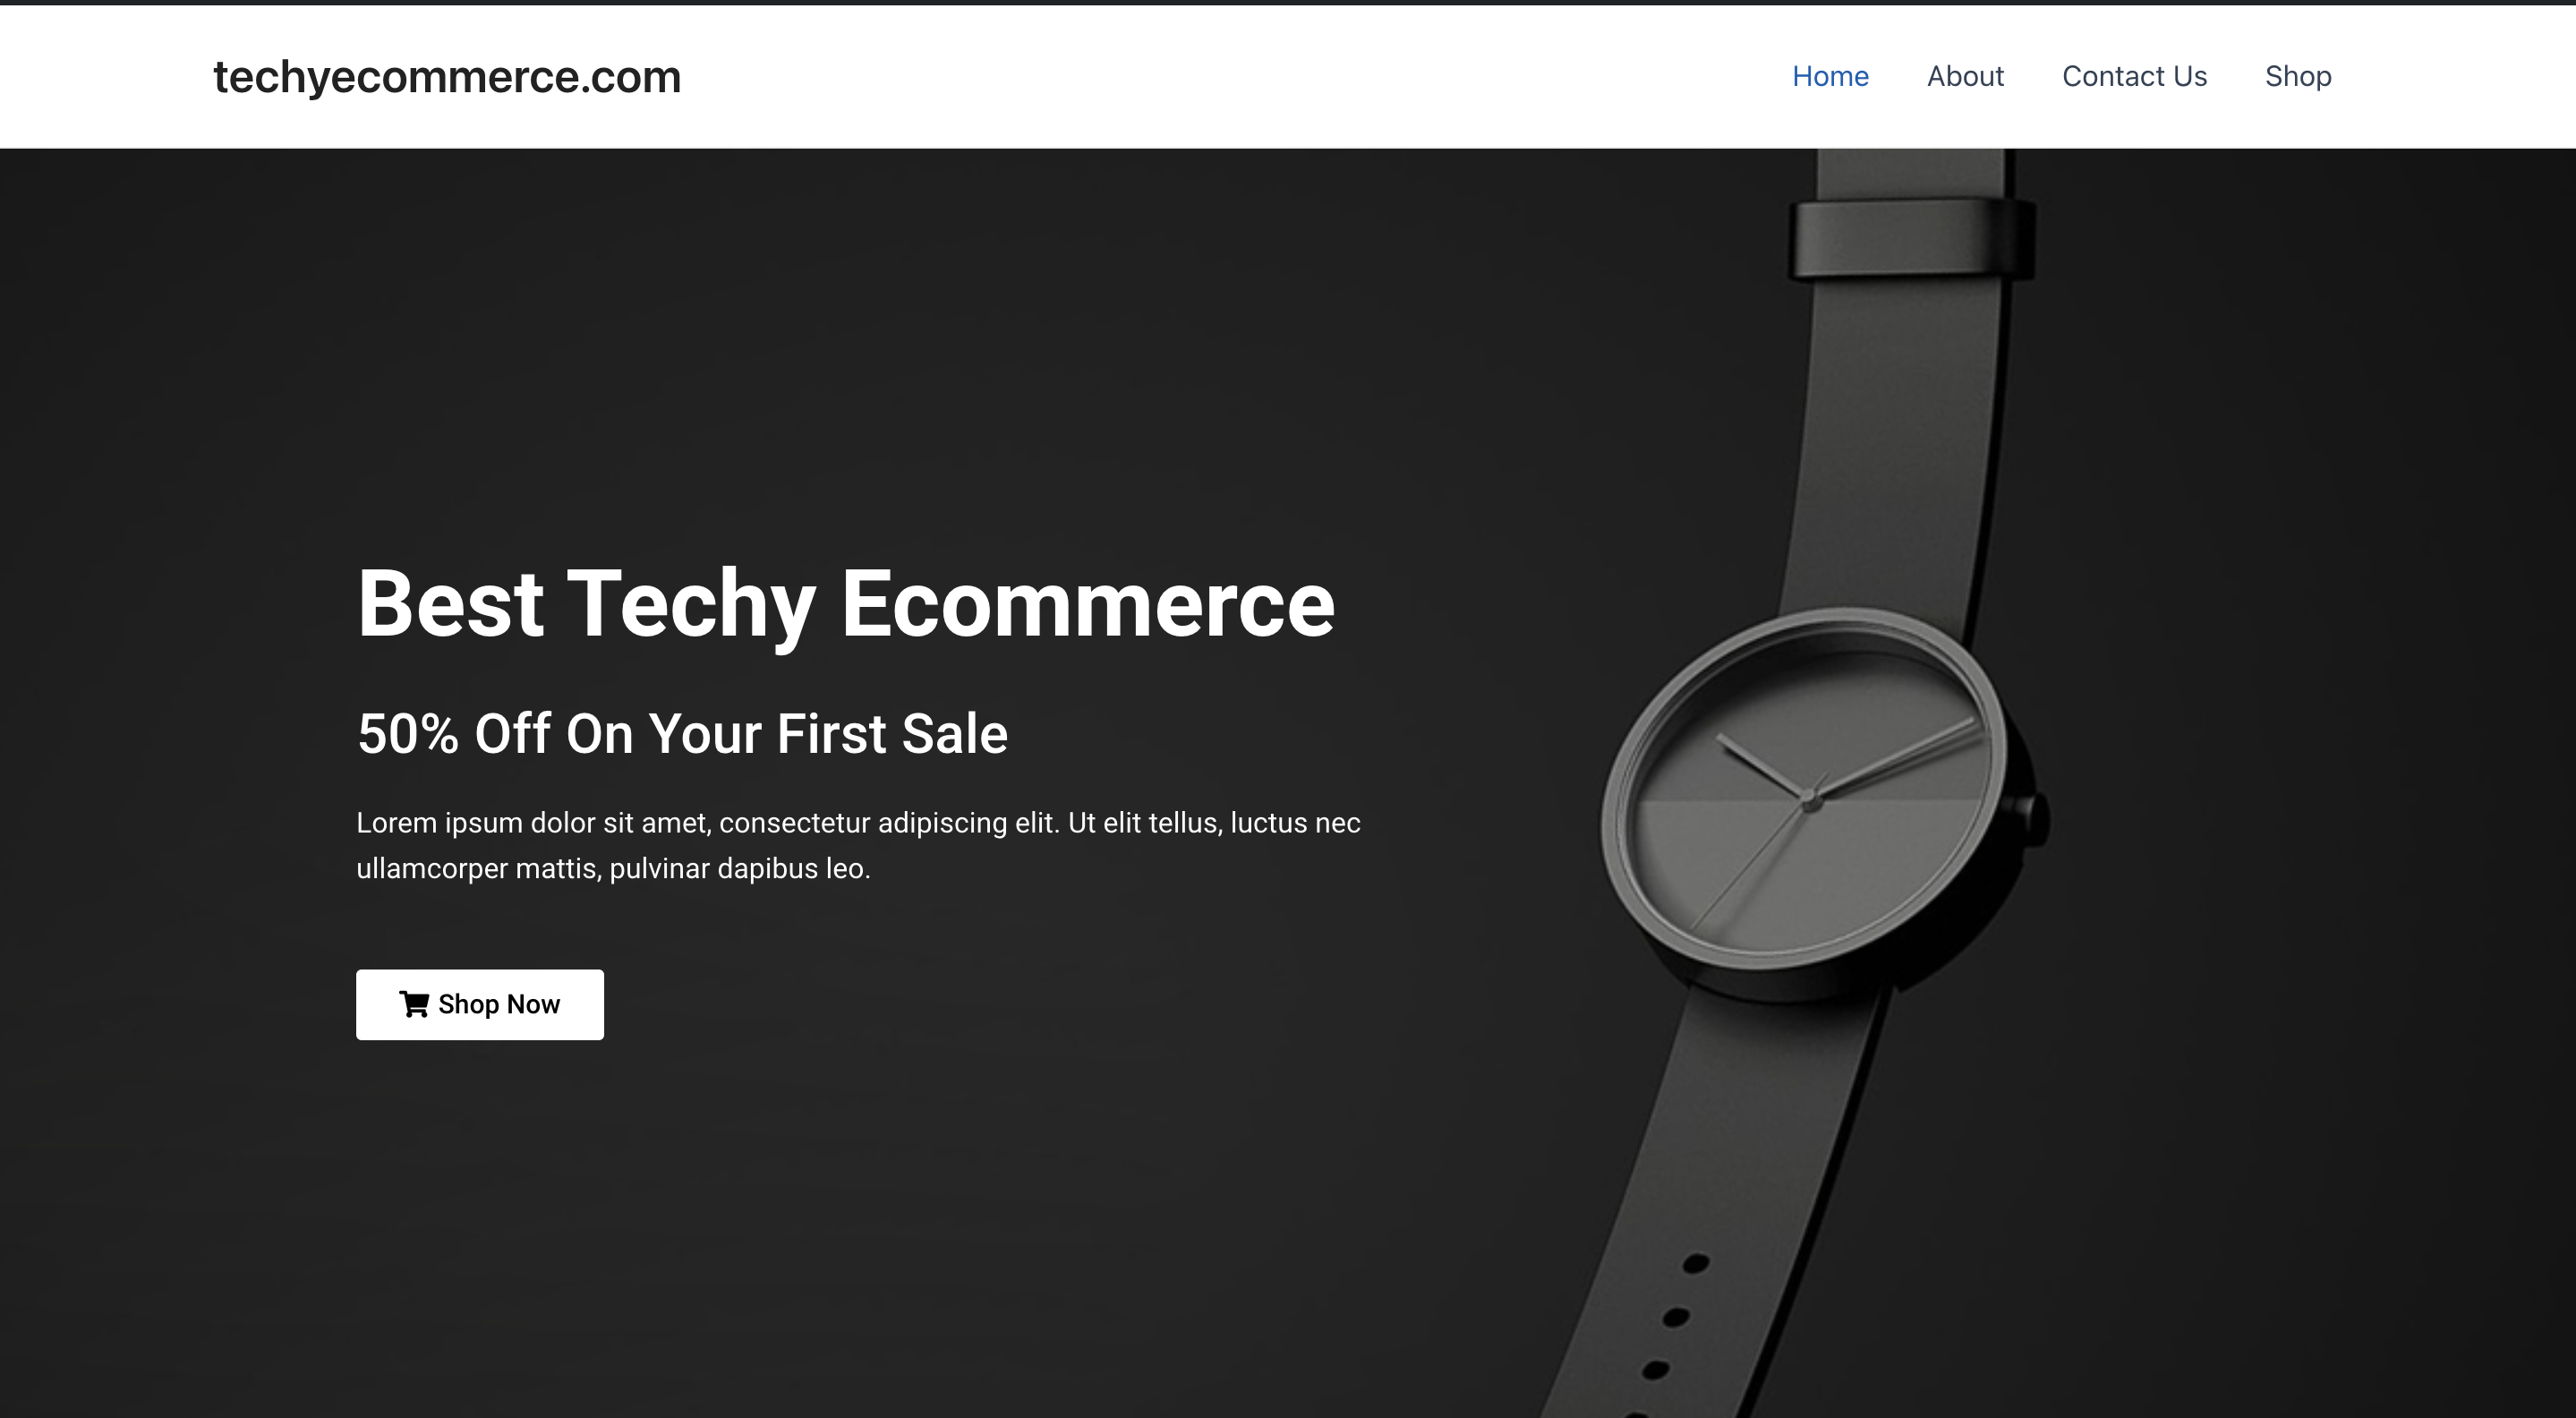 techyecommerce.com
Home About Contact Us Shop
Best Techy Ecommerce
50% Off On Your First Sale
Lorem ipsum dolor sit amet, consectetur adipiscing elit. Ut elit tellus, luctus nec
ullamcorper mattis, pulvinar dapibus leo.
Shop Now